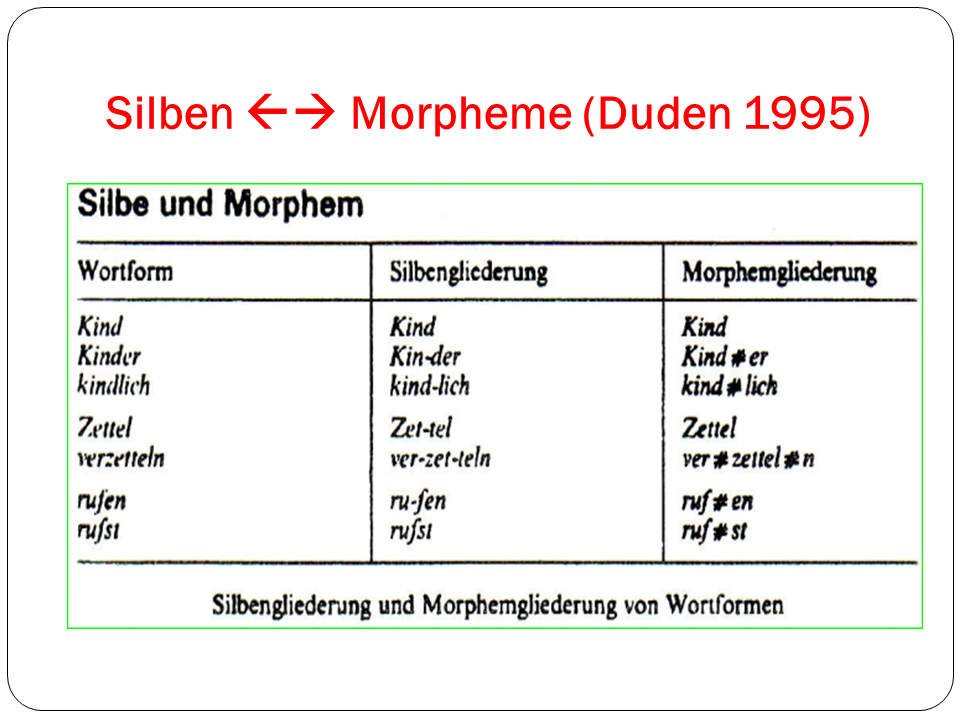 Silben ←→ Morpheme (Duden 1995)
Silbe und Morphem
Wortform Silbengliederung Morphemgliederung
Kind Kind Kind
Kinder Kin-der Kind#er
kindlich kind-lich kind#lich
Zettel Zet-tel Zettel
verzetteln ver-zet-teln ver#zettel#n
rufen ru-fen ruf#en
rufst rufst ruf#st
Silbengliederung und Morphemgliederung von Wortformen